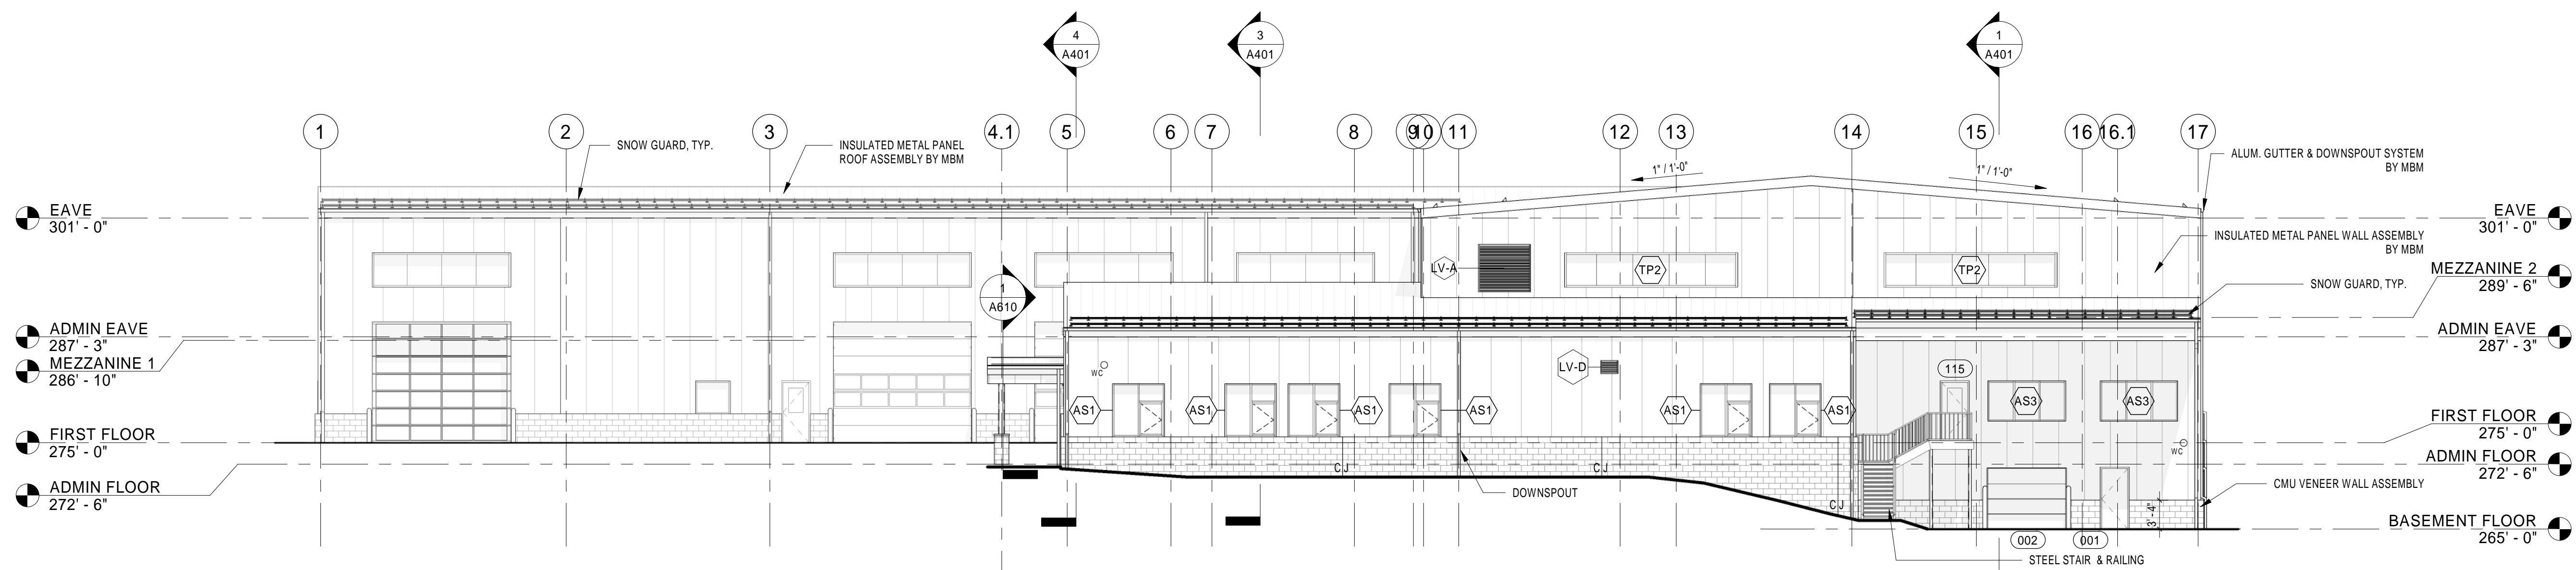 4
A401
3
A401
1
A401
1
2
3
4.1
5
6
7
8
9
10
11
12
13
14
15
16
16.1
17
SNOW GUARD, TYP.
INSULATED METAL PANEL
ROOF ASSEMBLY BY MBM
1" / 1'-0"
1" / 1'-0"
ALUM. GUTTER & DOWNSPOUT SYSTEM
BY MBM
EAVE
301' - 0"
EAVE
301' - 0"
INSULATED METAL PANEL WALL ASSEMBLY
BY MBM
LV-A
TP2
TP2
MEZZANINE 2
289' - 6"
SNOW GUARD, TYP.
1
A610
ADMIN EAVE
287' - 3"
ADMIN EAVE
287' - 3"
MEZZANINE 1
286' - 10"
WC
LV-D
115
AS1
AS1
AS1
AS1
AS1
AS1
AS3
AS3
FIRST FLOOR
275' - 0"
FIRST FLOOR
275' - 0"
WC
ADMIN FLOOR
272' - 6"
ADMIN FLOOR
272' - 6"
CJ
CJ
CJ
DOWNSPOUT
CMU VENEER WALL ASSEMBLY
3' - 4"
BASEMENT FLOOR
265' - 0"
002
001
STEEL STAIR & RAILING